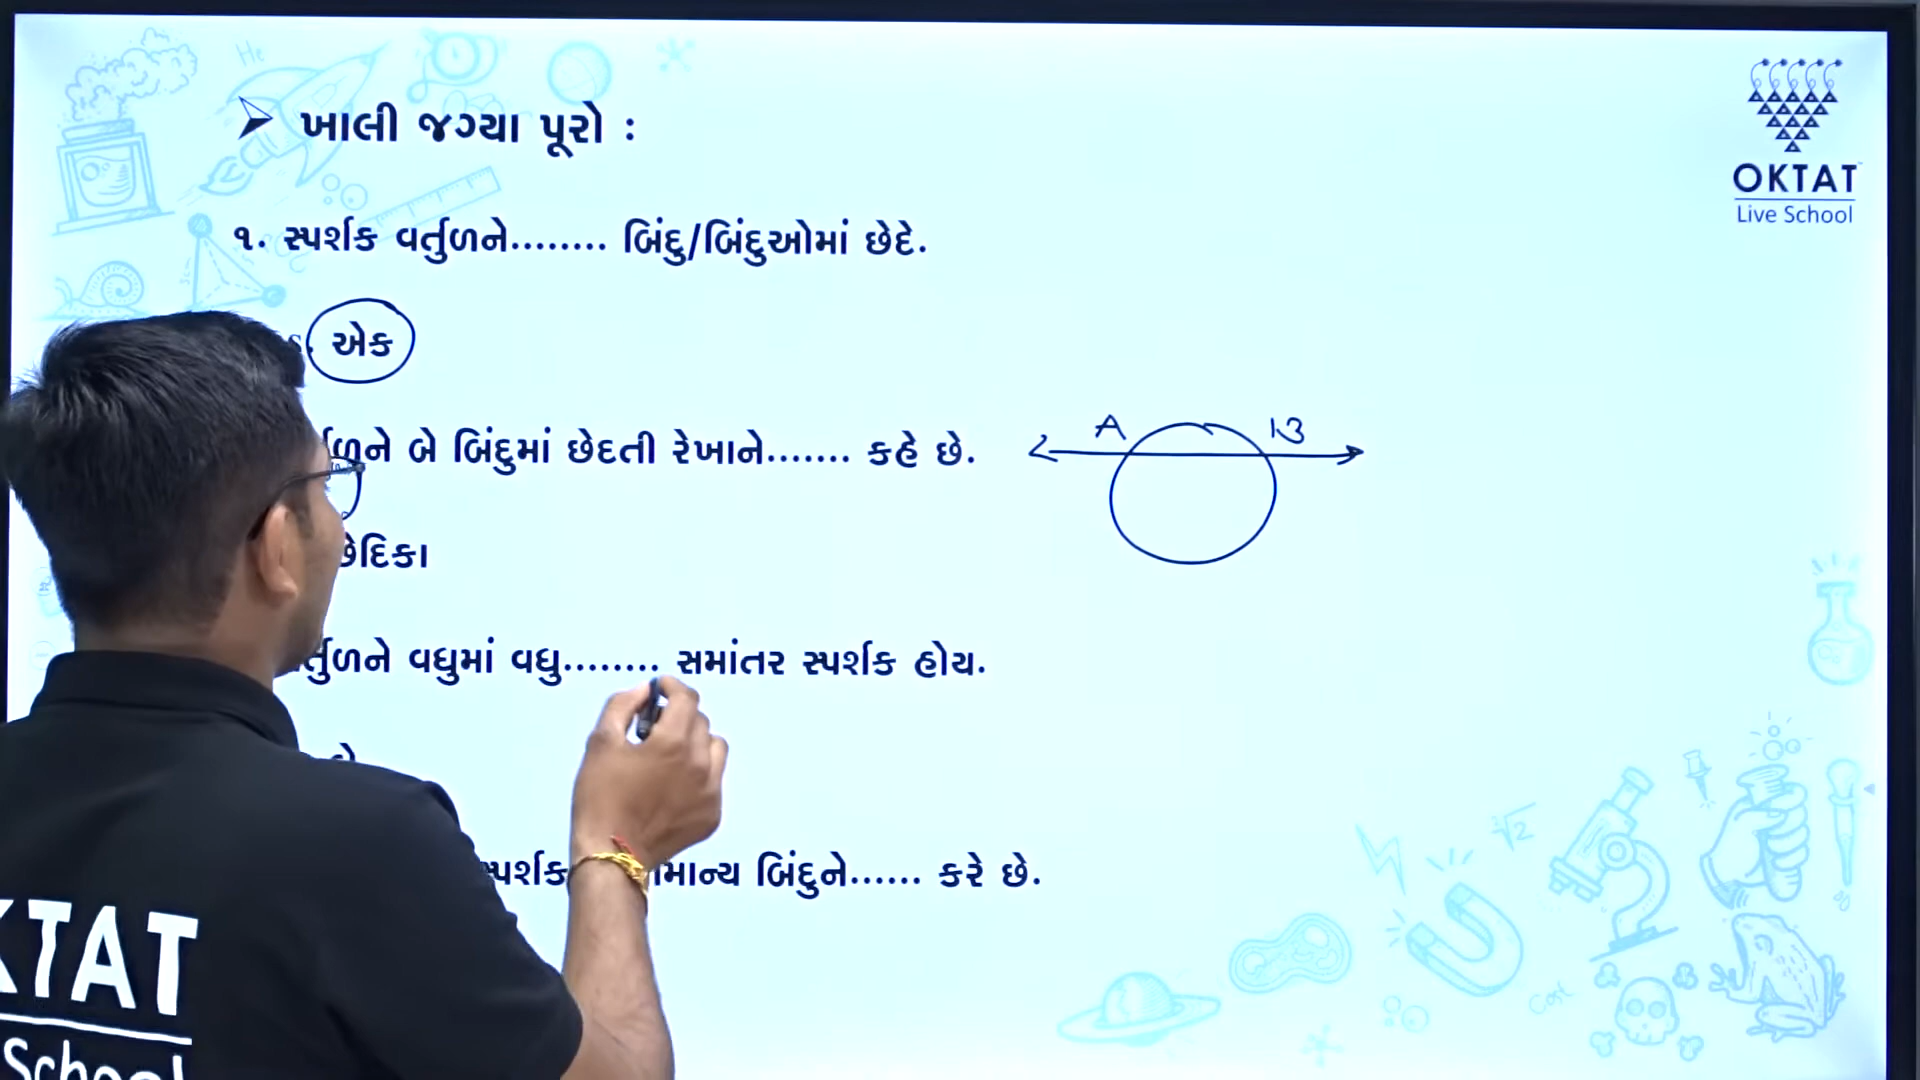 ખાલી જગ્યા પૂરો :
OKTAT
Live School
૧. સ્પર્શક વર્તુળને........ બિંદુ/બિંદુઓમાં છેદે.
એક
ળને બે બિંદુમાં છેદતી રેખાને....... કહે છે.
A B
છેદિકા
ર્તુળને વધુમાં વધુ........ સમાંતર સ્પર્શક હોય.
બે
સ્પર્શક માન્ય બિંદુને...... કરે છે.
KTAT
School